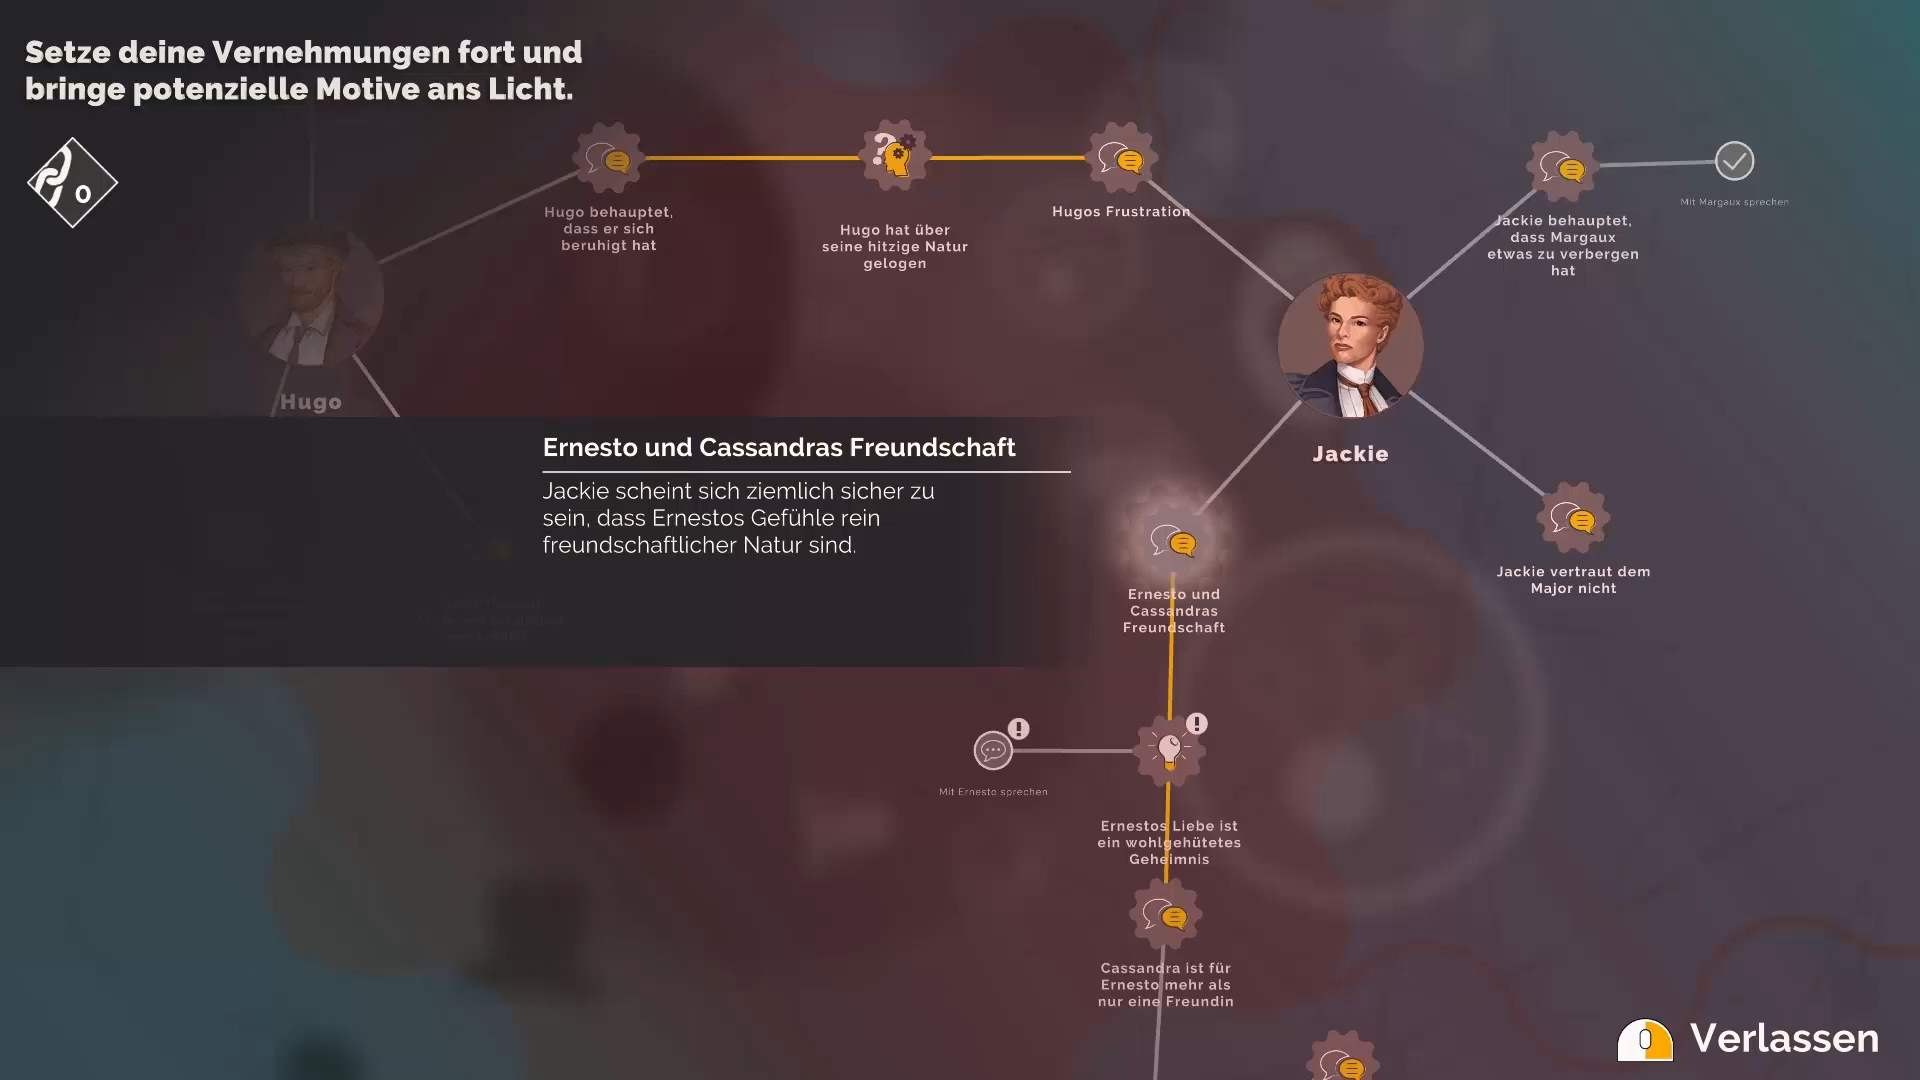 Setze deine Vernehmungen fort und
bringe potenzielle Motive ans Licht.
0
Hugo behauptet,
dass er sich
beruhigt hat
Hugo hat über
seine hitzige Natur
gelogen
Hugos Frustration
Jackie behauptet,
dass Margaux
etwas zu verbergen
hat
Mit Margaux sprechen
Hugo
Jackie
Ernesto und Cassandras Freundschaft
Jackie scheint sich ziemlich sicher zu
sein, dass Ernestos Gefühle rein
freundschaftlicher Natur sind.
Ernesto und
Cassandras
Freundschaft
Jackie vertraut dem
Major nicht
Mit Ernesto sprechen
Ernestos Liebe ist
ein wohlgehütetes
Geheimnis
Cassandra ist für
Ernesto mehr als
nur eine Freundin
Verlassen